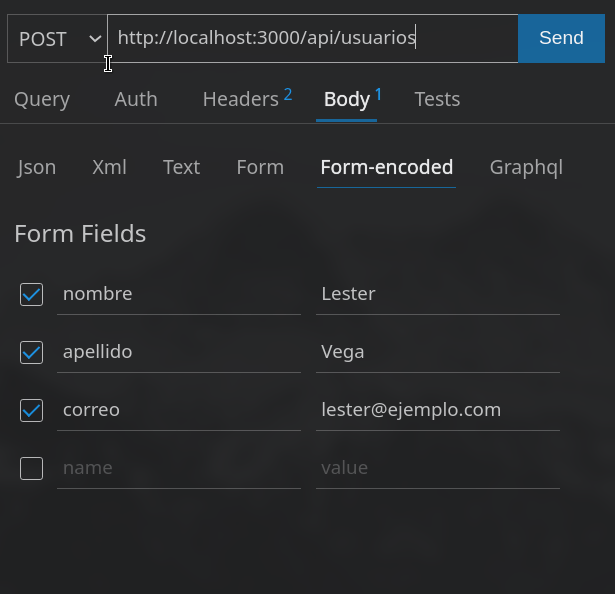 POST http://localhost:3000/api/usuarios Send
Query Auth Headers 2 Body 1 Tests
Json Xml Text Form Form-encoded Graphql
Form Fields
nombre Lester
apellido Vega
correo lester@ejemplo.com
name value